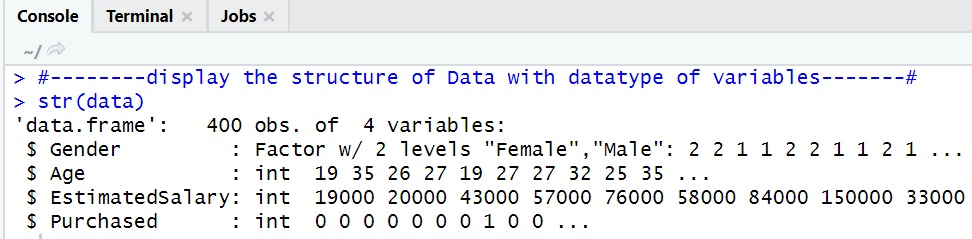 Console Terminal Jobs
~/
> #--------display the structure of Data with datatype of variables-------#
> str(data)
'data.frame':   400 obs. of  4 variables:
 $ Gender         : Factor w/ 2 levels "Female","Male": 2 2 1 1 2 2 1 1 2 1 ...
 $ Age            : int  19 35 26 27 19 27 27 32 25 35 ...
 $ EstimatedSalary: int  19000 20000 43000 57000 76000 58000 84000 150000 33000
 $ Purchased      : int  0 0 0 0 0 0 0 1 0 0 ...